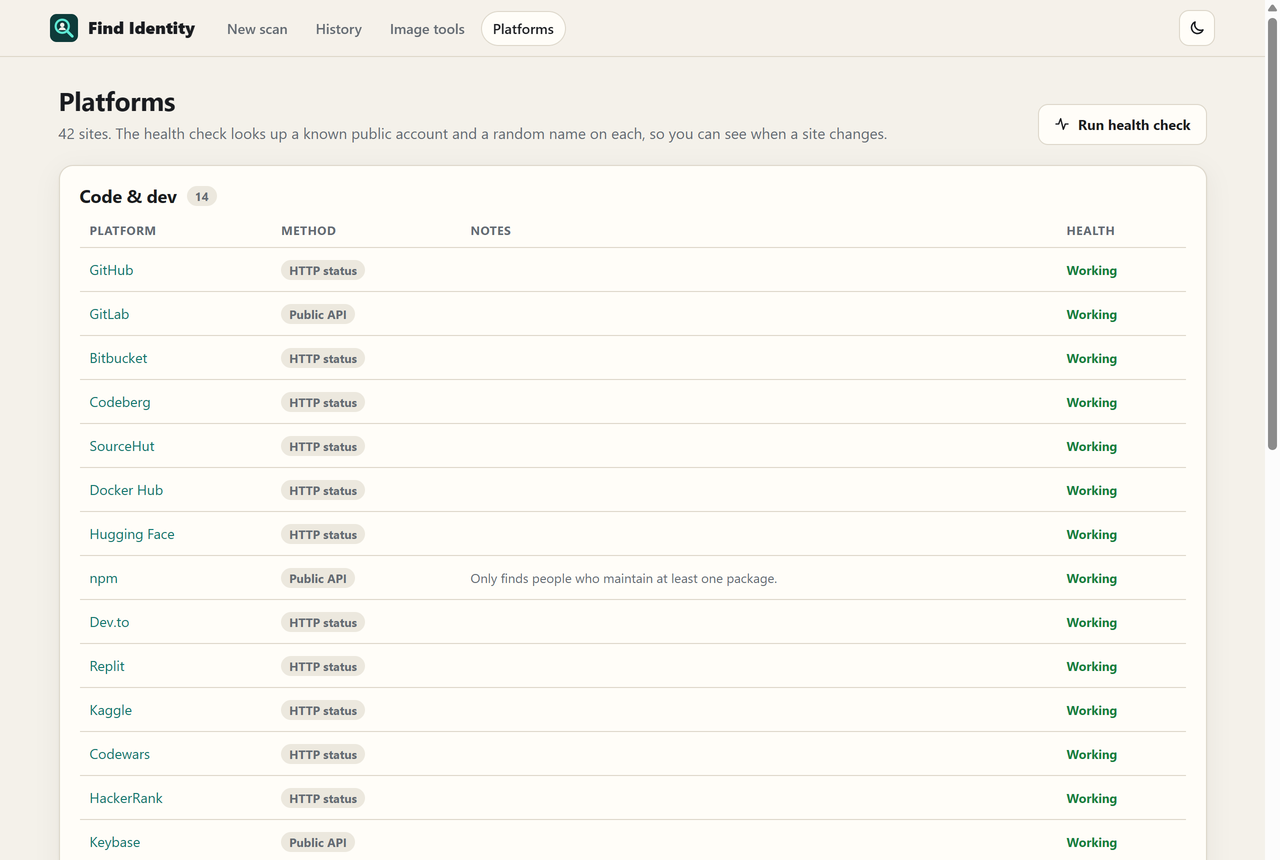 Find Identity New scan History Image tools Platforms
Platforms
42 sites. The health check looks up a known public account and a random name on each, so you can see when a site changes.
Run health check
Code & dev 14
PLATFORM METHOD NOTES HEALTH
GitHub HTTP status Working
GitLab Public API Working
Bitbucket HTTP status Working
Codeberg HTTP status Working
SourceHut HTTP status Working
Docker Hub HTTP status Working
Hugging Face HTTP status Working
npm Public API Only finds people who maintain at least one package. Working
Dev.to HTTP status Working
Replit HTTP status Working
Kaggle HTTP status Working
Codewars HTTP status Working
HackerRank HTTP status Working
Keybase Public API Working